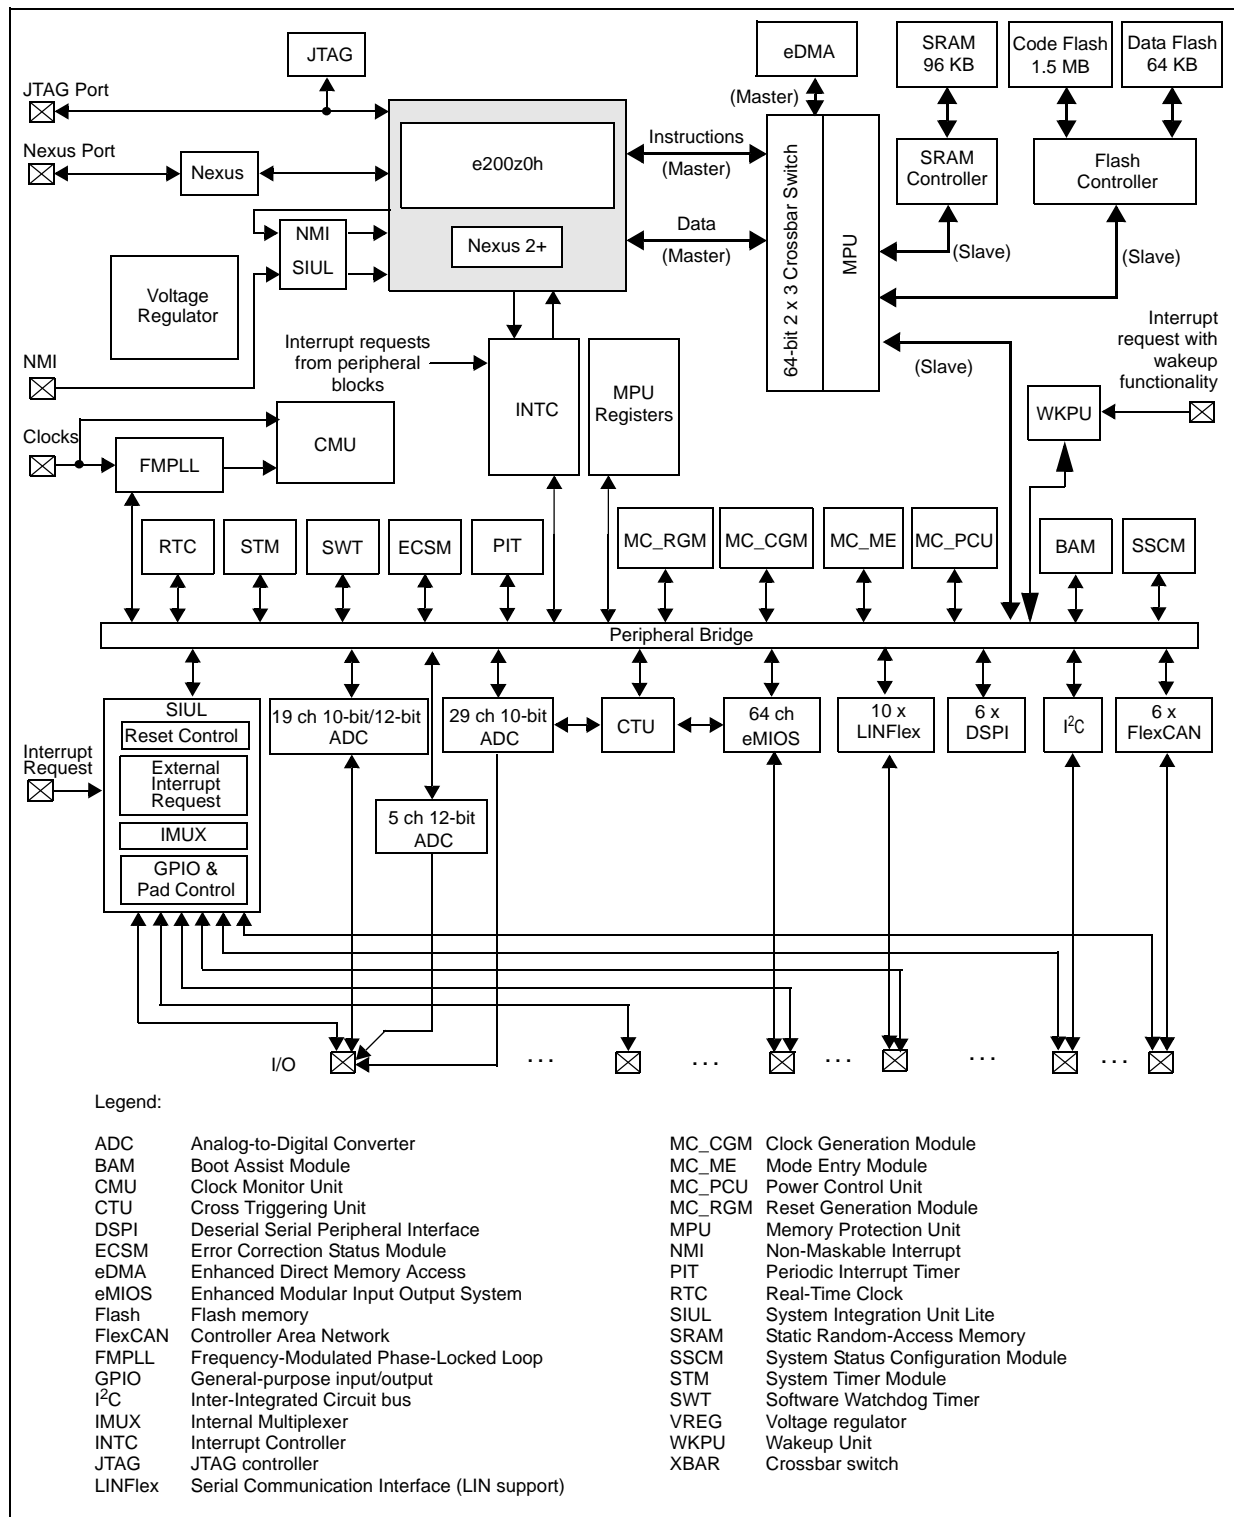 JTAG
eDMA
SRAM
96 KB
Code Flash
1.5 MB
Data Flash
64 KB
JTAG Port
(Master)
Nexus Port
Nexus
e200z0h
Instructions
(Master)
64-bit 2 x 3 Crossbar Switch
MPU
SRAM
Controller
Flash
Controller
NMI
SIUL
Nexus 2+
Data
(Master)
(Slave)
(Slave)
Voltage
Regulator
Interrupt requests
from peripheral
blocks
Interrupt
request with
wakeup
functionality
NMI
(Slave)
INTC
MPU
Registers
WKPU
Clocks
CMU
FMPLL
RTC
STM
SWT
ECSM
PIT
MC_RGM
MC_CGM
MC_ME
MC_PCU
BAM
SSCM
Peripheral Bridge
SIUL
Reset Control
External
Interrupt
Request
IMUX
GPIO &
Pad Control
19 ch 10-bit/12-bit
ADC
29 ch 10-bit
ADC
CTU
64 ch
eMIOS
10 x
LINFlex
6 x
DSPI
I2C
6 x
FlexCAN
Interrupt
Request
5 ch 12-bit
ADC
I/O
. . .
. . .
. . .
. . .
. . .
Legend:
ADC Analog-to-Digital Converter
BAM Boot Assist Module
CMU Clock Monitor Unit
CTU Cross Triggering Unit
DSPI Deserial Serial Peripheral Interface
ECSM Error Correction Status Module
eDMA Enhanced Direct Memory Access
eMIOS Enhanced Modular Input Output System
Flash Flash memory
FlexCAN Controller Area Network
FMPLL Frequency-Modulated Phase-Locked Loop
GPIO General-purpose input/output
I2C Inter-Integrated Circuit bus
IMUX Internal Multiplexer
INTC Interrupt Controller
JTAG JTAG controller
LINFlex Serial Communication Interface (LIN support)
MC_CGM Clock Generation Module
MC_ME Mode Entry Module
MC_PCU Power Control Unit
MC_RGM Reset Generation Module
MPU Memory Protection Unit
NMI Non-Maskable Interrupt
PIT Periodic Interrupt Timer
RTC Real-Time Clock
SIUL System Integration Unit Lite
SRAM Static Random-Access Memory
SSCM System Status Configuration Module
STM System Timer Module
SWT Software Watchdog Timer
VREG Voltage regulator
WKPU Wakeup Unit
XBAR Crossbar switch